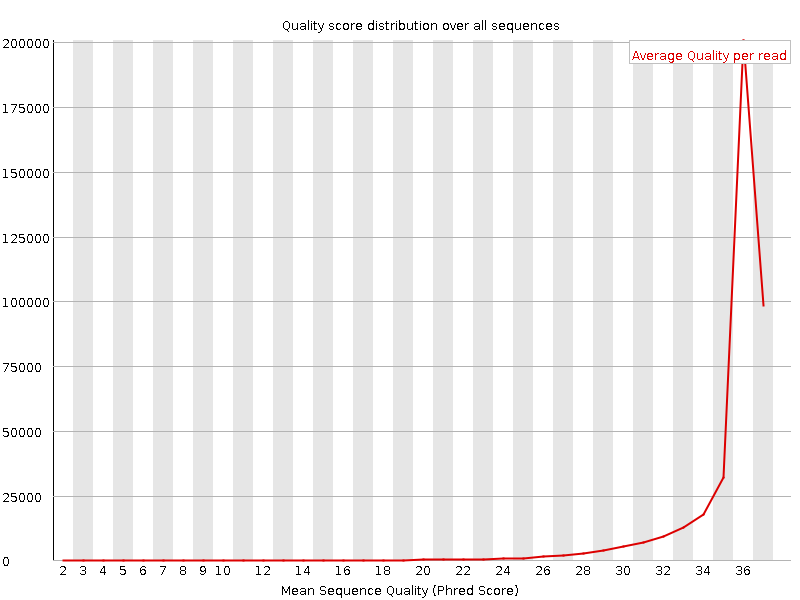 Quality score distribution over all sequences
Average Quality per read
200000
175000
150000
125000
100000
75000
50000
25000
0
2 3 4 5 6 7 8 9 10 12 14 16 18 20 22 24 26 28 30 32 34 36
Mean Sequence Quality (Phred Score)